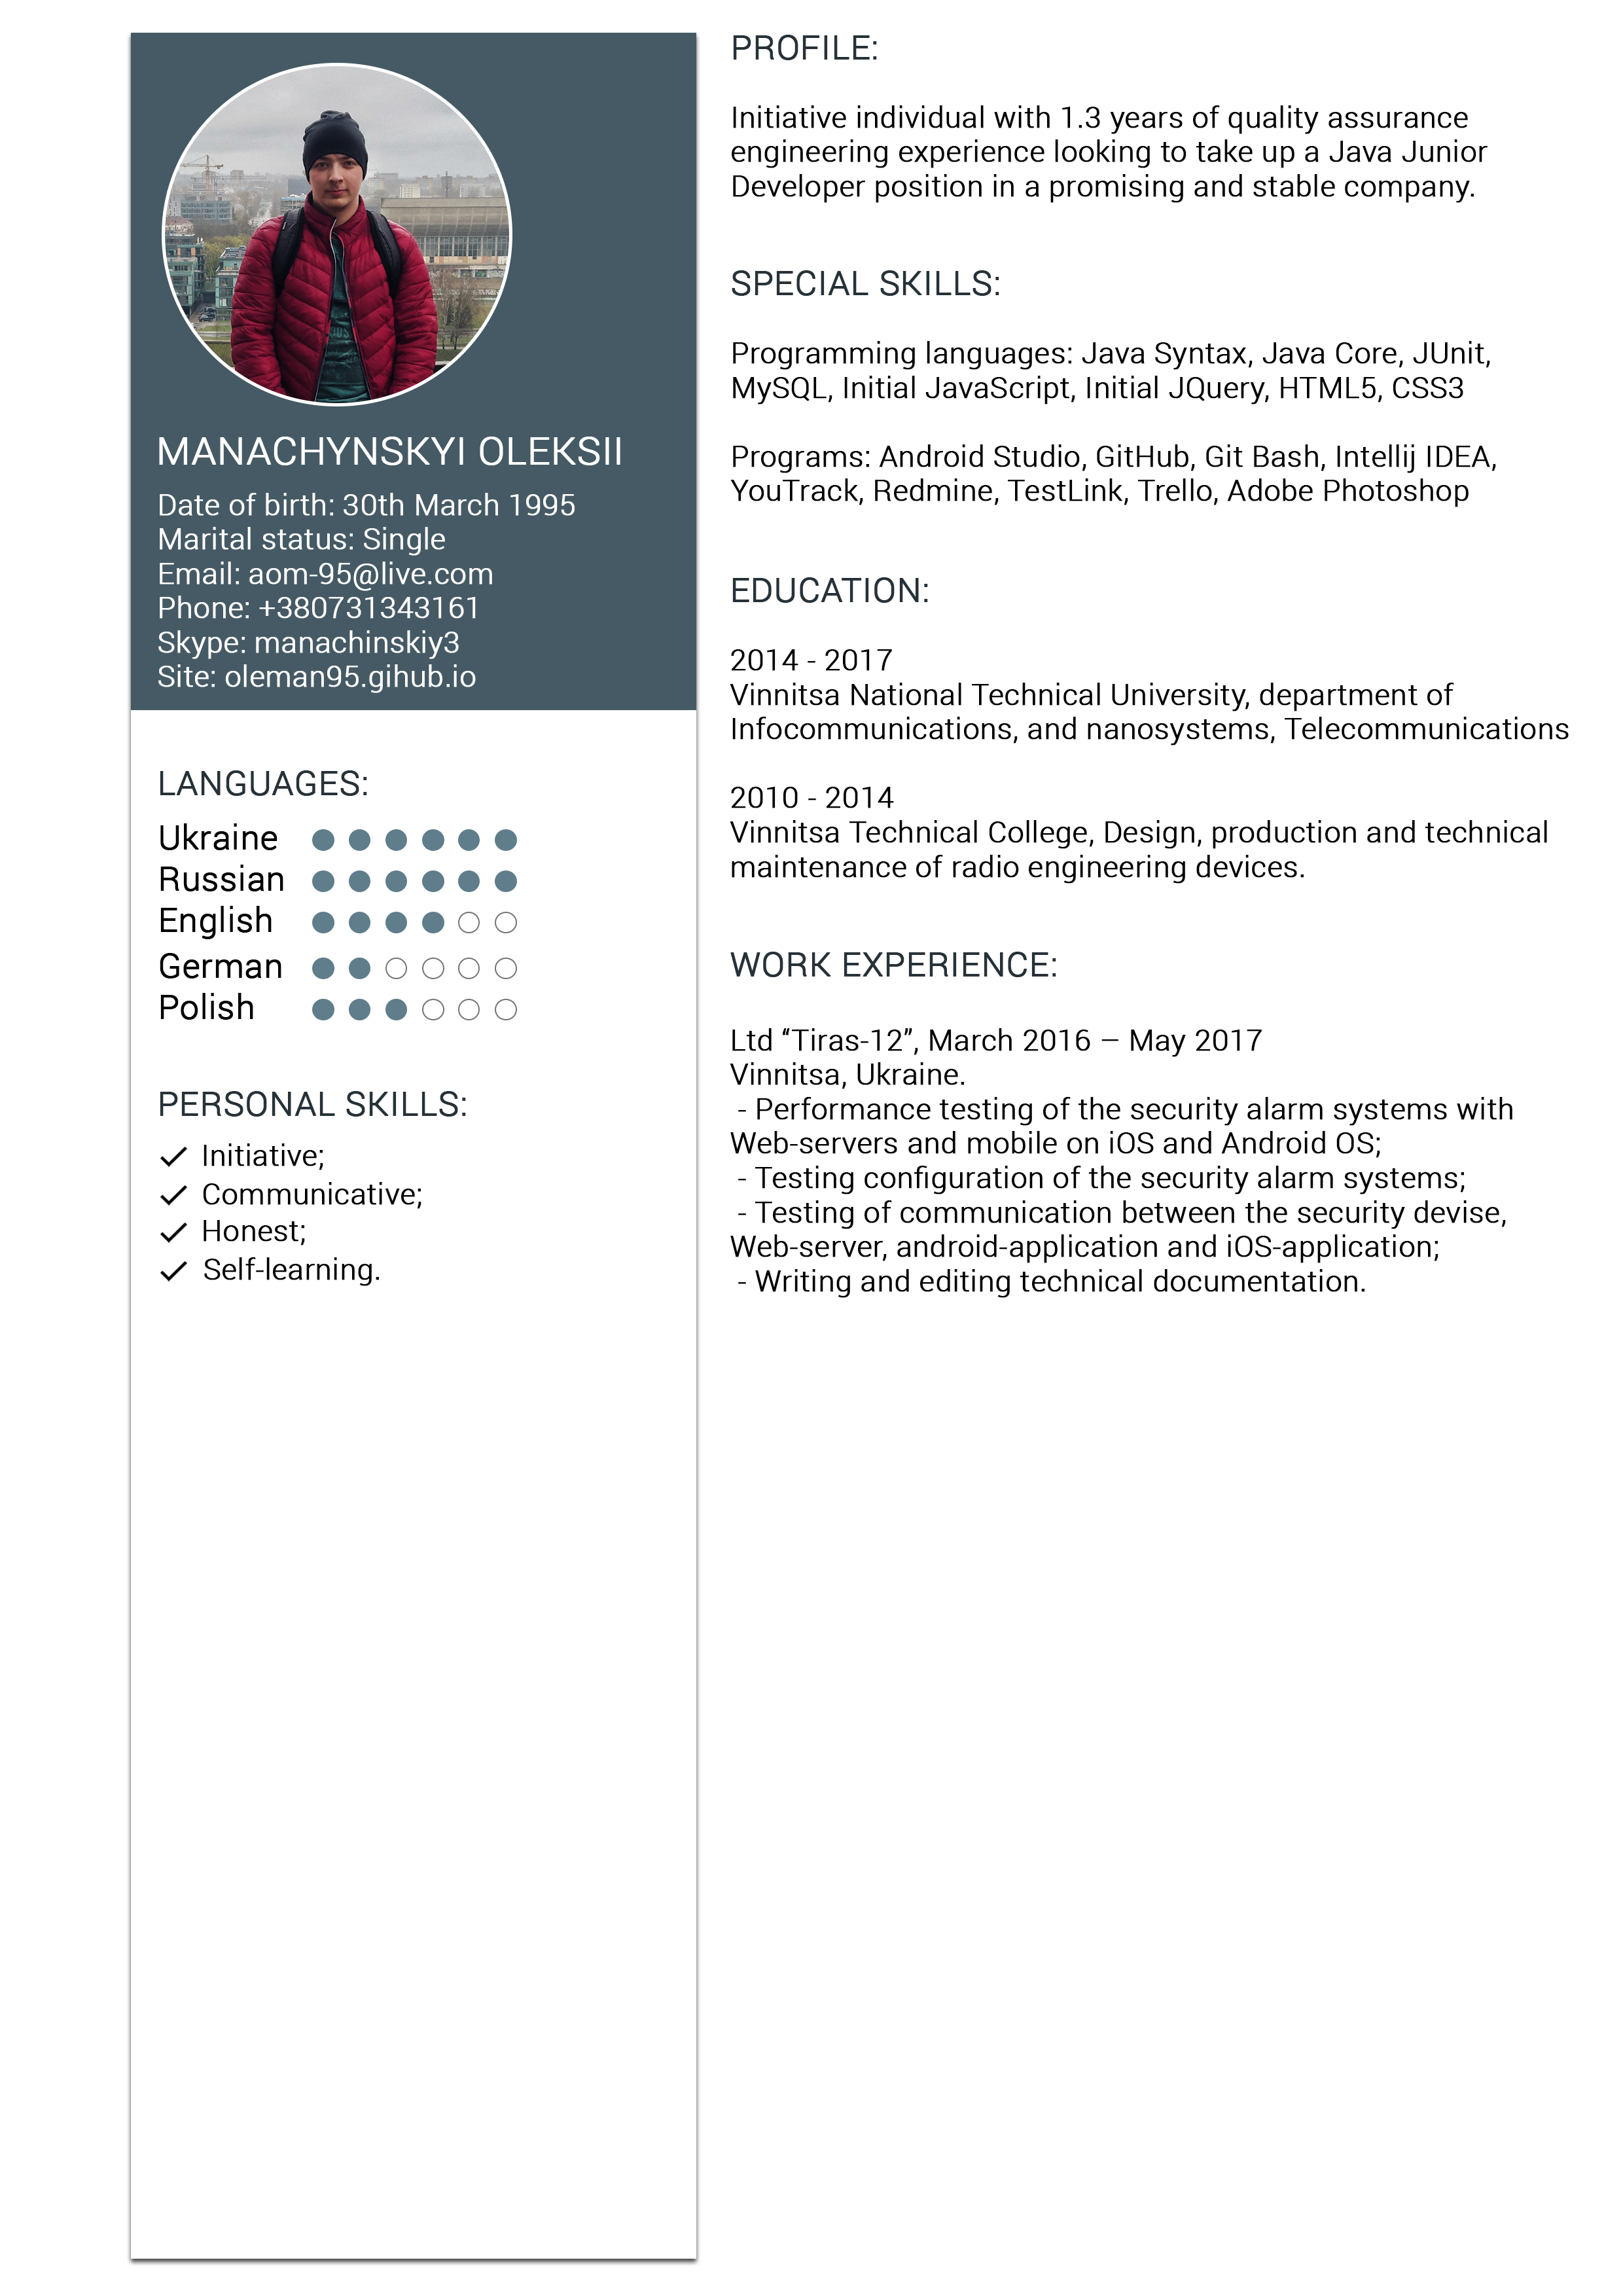 MANACHYNSKYI OLEKSII
Date of birth: 30th March 1995
Marital status: Single
Email: aom-95@live.com
Phone: +380731343161
Skype: manachinskiy3
Site: oleman95.gihub.io
LANGUAGES:
Ukraine
Russian
English
German
Polish
PERSONAL SKILLS:
Initiative;
Communicative;
Honest;
Self-learning.
PROFILE:
Initiative individual with 1.3 years of quality assurance
engineering experience looking to take up a Java Junior
Developer position in a promising and stable company.
SPECIAL SKILLS:
Programming languages: Java Syntax, Java Core, JUnit,
MySQL, Initial JavaScript, Initial JQuery, HTML5, CSS3
Programs: Android Studio, GitHub, Git Bash, Intellij IDEA,
YouTrack, Redmine, TestLink, Trello, Adobe Photoshop
EDUCATION:
2014 - 2017
Vinnitsa National Technical University, department of
Infocommunications, and nanosystems, Telecommunications
2010 - 2014
Vinnitsa Technical College, Design, production and technical
maintenance of radio engineering devices.
WORK EXPERIENCE:
Ltd “Tiras-12”, March 2016 – May 2017
Vinnitsa, Ukraine.
- Performance testing of the security alarm systems with
Web-servers and mobile on iOS and Android OS;
- Testing configuration of the security alarm systems;
- Testing of communication between the security devise,
Web-server, android-application and iOS-application;
- Writing and editing technical documentation.